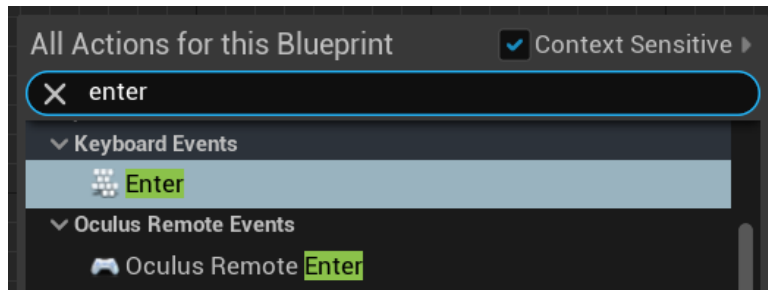 All Actions for this Blueprint Context Sensitive
enter
Keyboard Events
Enter
Oculus Remote Events
Oculus Remote Enter